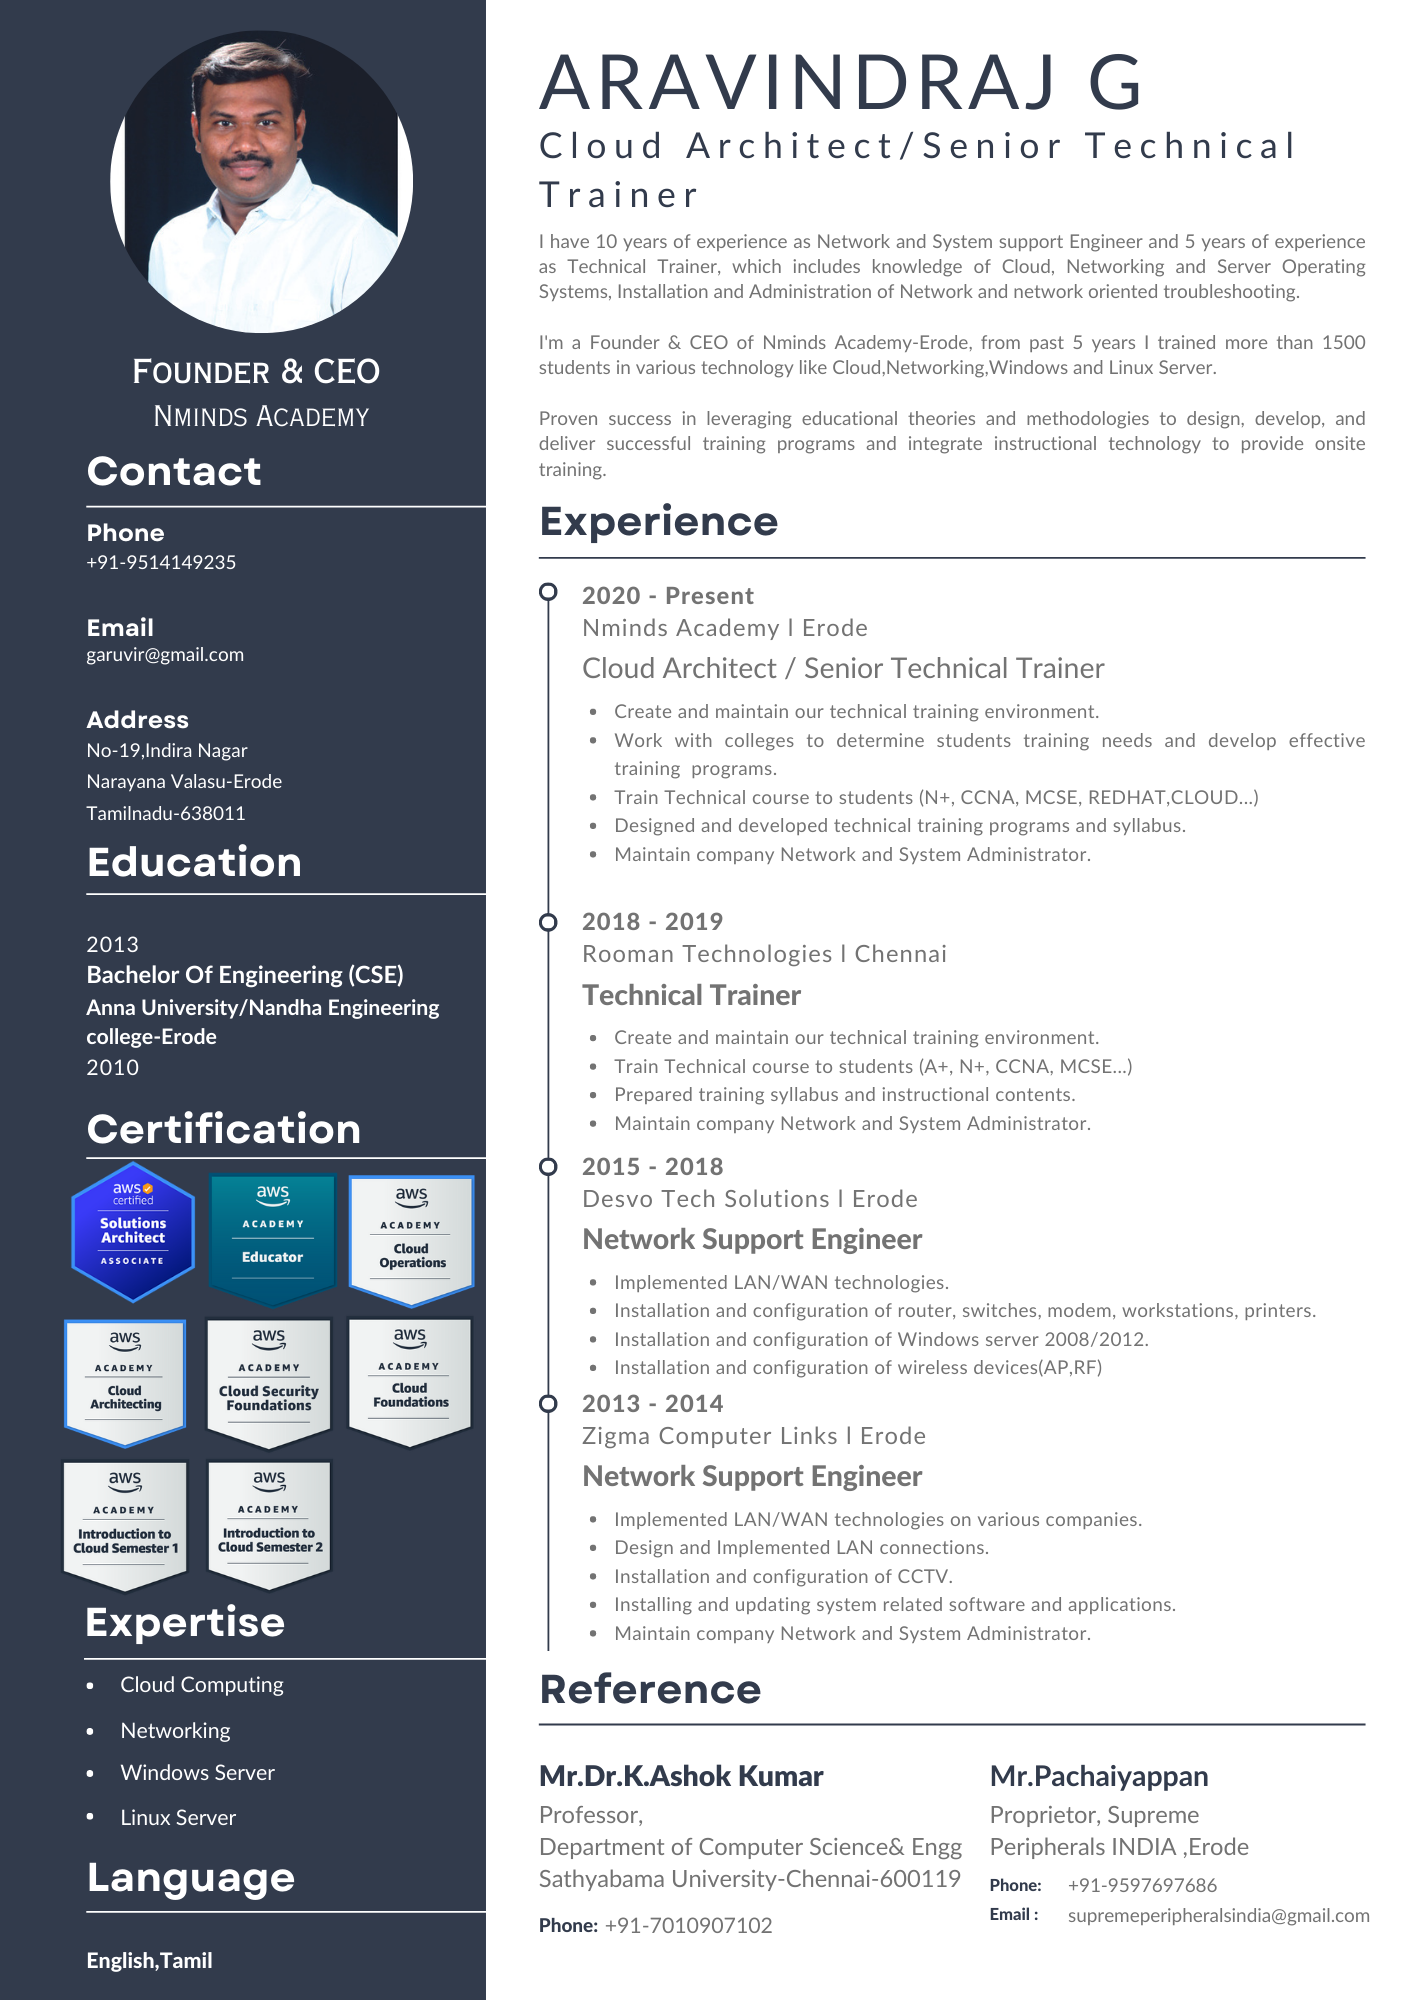 FOUNDER & CEO
NMINDS ACADEMY
Contact
Phone
+91-9514149235
Email
garuvir@gmail.com
Address
No-19,Indira Nagar
Narayana Valasu-Erode
Tamilnadu-638011
Education
2013
Bachelor Of Engineering (CSE)
Anna University/Nandha Engineering
college-Erode
2010
Certification
aws
certified
Solutions
Architect
ASSOCIATE
aws
ACADEMY
Educator
aws
ACADEMY
Cloud
Operations
aws
ACADEMY
Cloud
Architecting
aws
ACADEMY
Cloud Security
Foundations
aws
ACADEMY
Cloud
Foundations
aws
ACADEMY
Introduction to
Cloud Semester 1
aws
ACADEMY
Introduction to
Cloud Semester 2
Expertise
• Cloud Computing
• Networking
• Windows Server
• Linux Server
Language
English,Tamil
ARAVINDRAJ G
Cloud Architect/Senior Technical
Trainer
I have 10 years of experience as Network and System support Engineer and 5 years of experience
as Technical Trainer, which includes knowledge of Cloud, Networking and Server Operating
Systems, Installation and Administration of Network and network oriented troubleshooting.
I'm a Founder & CEO of Nminds Academy-Erode, from past 5 years I trained more than 1500
students in various technology like Cloud,Networking,Windows and Linux Server.
Proven success in leveraging educational theories and methodologies to design, develop, and
deliver successful training programs and integrate instructional technology to provide onsite
training.
Experience
2020 - Present
Nminds Academy l Erode
Cloud Architect / Senior Technical Trainer
• Create and maintain our technical training environment.
• Work with colleges to determine students training needs and develop effective
training programs.
• Train Technical course to students (N+, CCNA, MCSE, REDHAT,CLOUD...)
• Designed and developed technical training programs and syllabus.
• Maintain company Network and System Administrator.
2018 - 2019
Rooman Technologies l Chennai
Technical Trainer
• Create and maintain our technical training environment.
• Train Technical course to students (A+, N+, CCNA, MCSE...)
• Prepared training syllabus and instructional contents.
• Maintain company Network and System Administrator.
2015 - 2018
Desvo Tech Solutions l Erode
Network Support Engineer
• Implemented LAN/WAN technologies.
• Installation and configuration of router, switches, modem, workstations, printers.
• Installation and configuration of Windows server 2008/2012.
• Installation and configuration of wireless devices(AP,RF)
2013 - 2014
Zigma Computer Links l Erode
Network Support Engineer
• Implemented LAN/WAN technologies on various companies.
• Design and Implemented LAN connections.
• Installation and configuration of CCTV.
• Installing and updating system related software and applications.
• Maintain company Network and System Administrator.
Reference
Mr.Dr.K.Ashok Kumar
Professor,
Department of Computer Science& Engg
Sathyabama University-Chennai-600119
Phone: +91-7010907102
Mr.Pachaiyappan
Proprietor, Supreme
Peripherals INDIA ,Erode
Phone: +91-9597697686
Email : supremeperipheralsindia@gmail.com